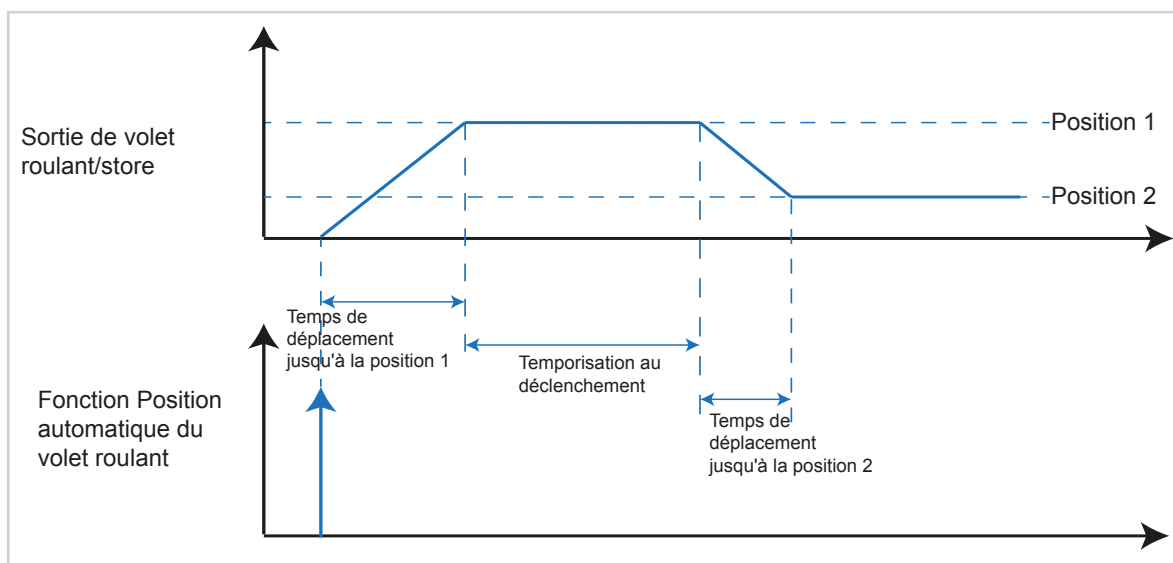 Sortie de volet
roulant/store
Position 1
Position 2
Temps de
déplacement
jusqu'à la position 1
Temporisation au
déclenchement
Temps de
déplacement
jusqu'à la position 2
Fonction Position
automatique du
volet roulant